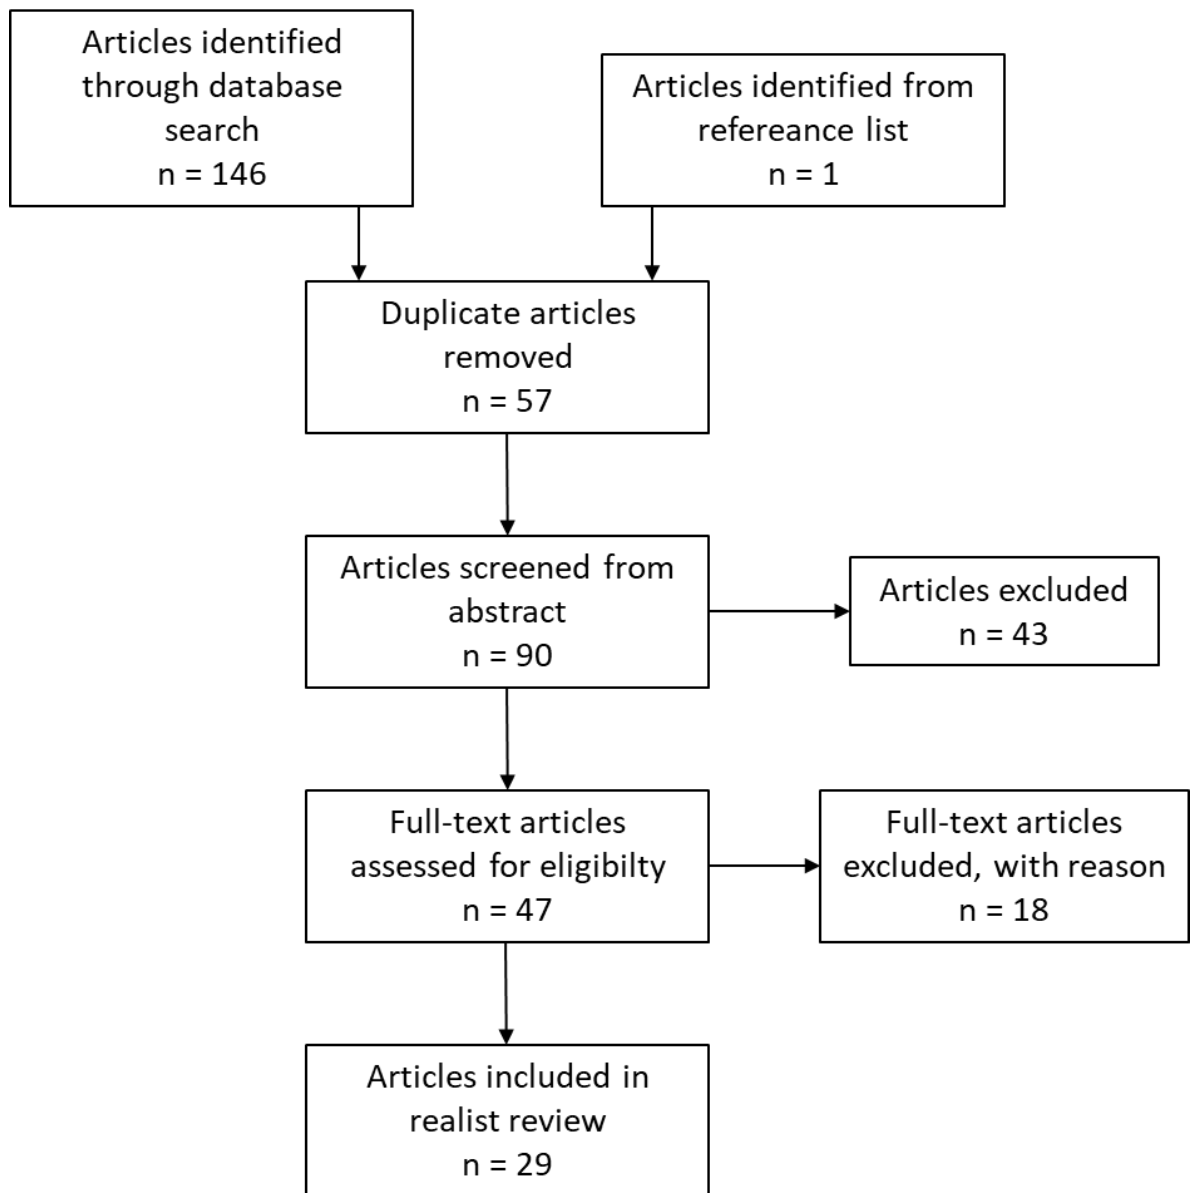 Articles identified
through database
search
n = 146
Articles identified from
refereance list
n = 1
Duplicate articles
removed
n = 57
Articles screened from
abstract
n = 90
Articles excluded
n = 43
Full-text articles
assessed for eligibilty
n = 47
Full-text articles
excluded, with reason
n = 18
Articles included in
realist review
n = 29